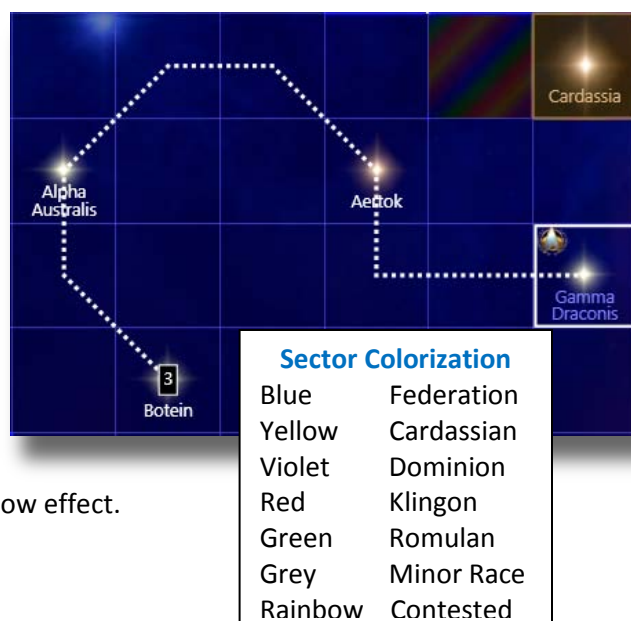 Cardassia
Alpha
Australis
Aertok
Gamma
Draconis
3
Botein
Sector Colorization
Blue Federation
Yellow Cardassian
Violet Dominion
Red Klingon
ow effect.
Green Romulan
Grey Minor Race
Rainbow Contested